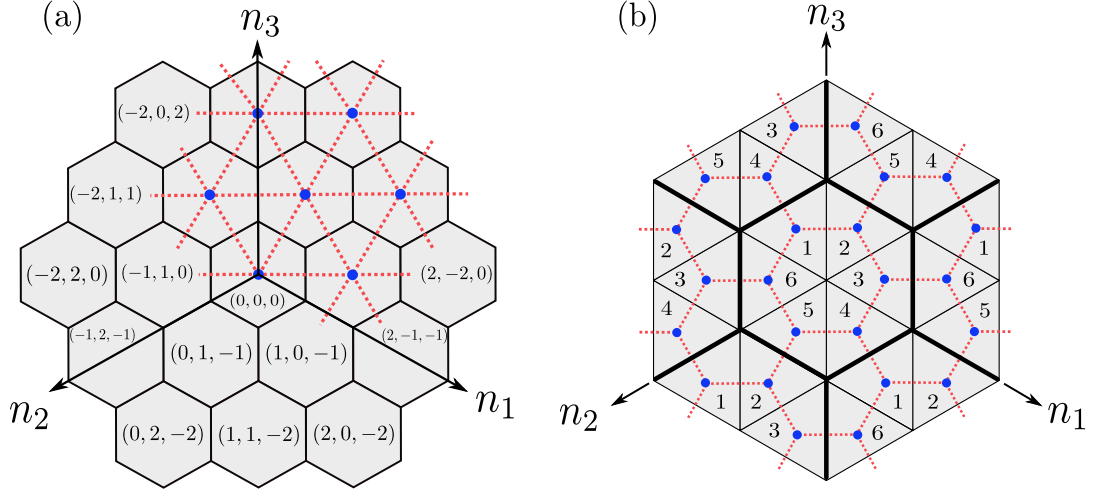 (a)
n₃
(−2, 0, 2)
(−2, 1, 1)
(−2, 2, 0)
(−1, 1, 0)
(2, −2, 0)
(0, 0, 0)
(−1, 2, −1)
(2, −1, −1)
(0, 1, −1)
(1, 0, −1)
n₂
n₁
(0, 2, −2)
(1, 1, −2)
(2, 0, −2)
(b)
n₃
3 6
5 4 5 4
2 1 2 1
3 6 3 6
4 5 4 5
1 2 1 2
3 6
n₂
n₁